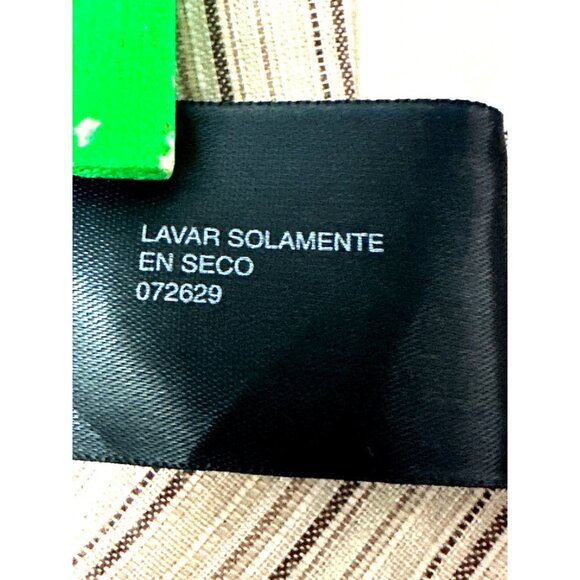 LAVAR SOLAMENTE
EN SECO
072629